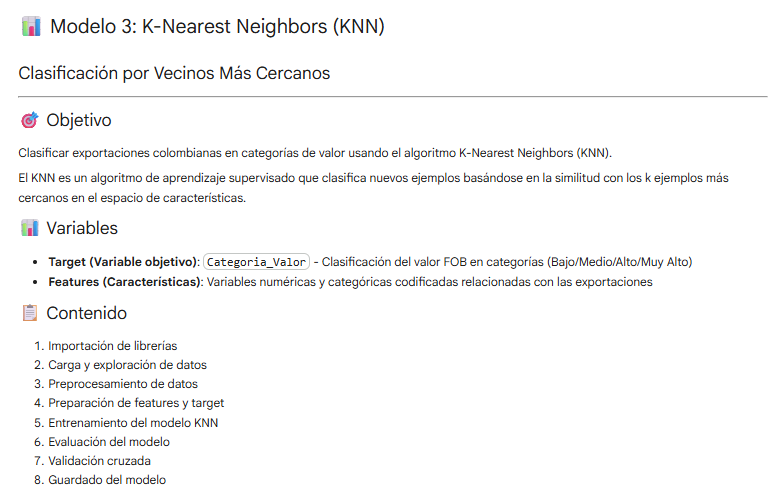 📊 Modelo 3: K-Nearest Neighbors (KNN)
Clasificación por Vecinos Más Cercanos
🎯 Objetivo
Clasificar exportaciones colombianas en categorías de valor usando el algoritmo K-Nearest Neighbors (KNN).
El KNN es un algoritmo de aprendizaje supervisado que clasifica nuevos ejemplos basándose en la similitud con los k ejemplos más
cercanos en el espacio de características.
📊 Variables
• Target (Variable objetivo): Categoria_Valor - Clasificación del valor FOB en categorías (Bajo/Medio/Alto/Muy Alto)
• Features (Características): Variables numéricas y categóricas codificadas relacionadas con las exportaciones
📋 Contenido
1. Importación de librerías
2. Carga y exploración de datos
3. Preprocesamiento de datos
4. Preparación de features y target
5. Entrenamiento del modelo KNN
6. Evaluación del modelo
7. Validación cruzada
8. Guardado del modelo